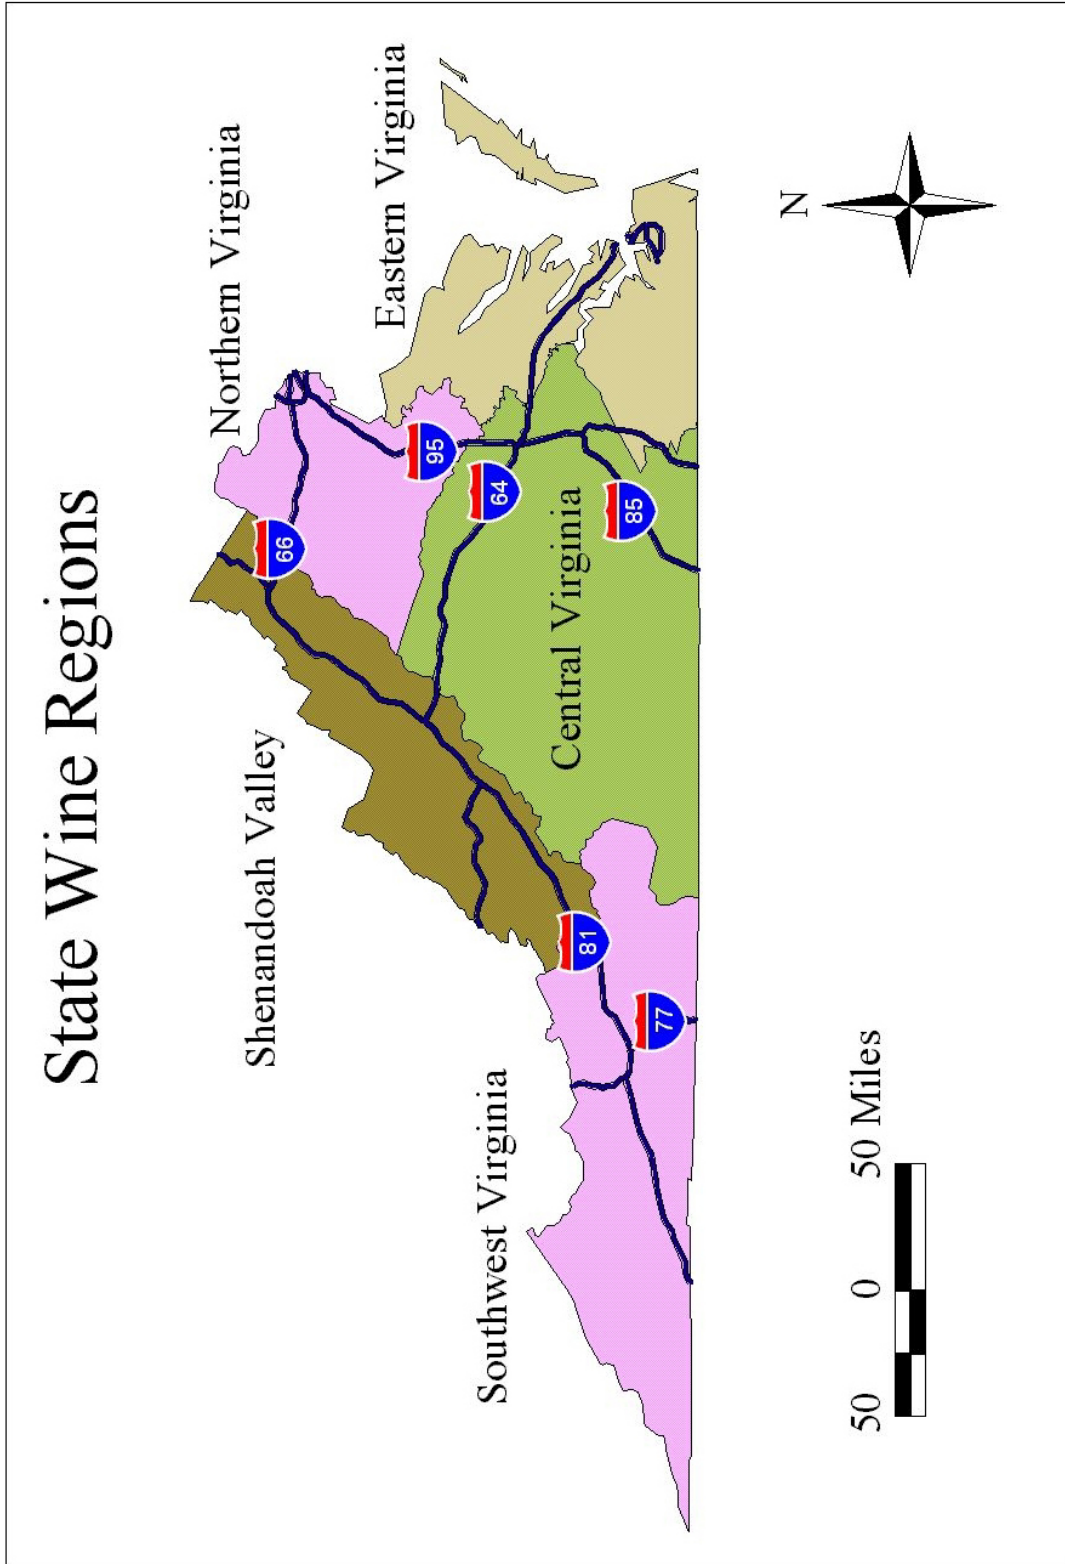 State Wine Regions
Northern Virginia
Eastern Virginia
Shenandoah Valley
Southwest Virginia
Central Virginia
66
95
64
85
81
77
N
50 0 50 Miles